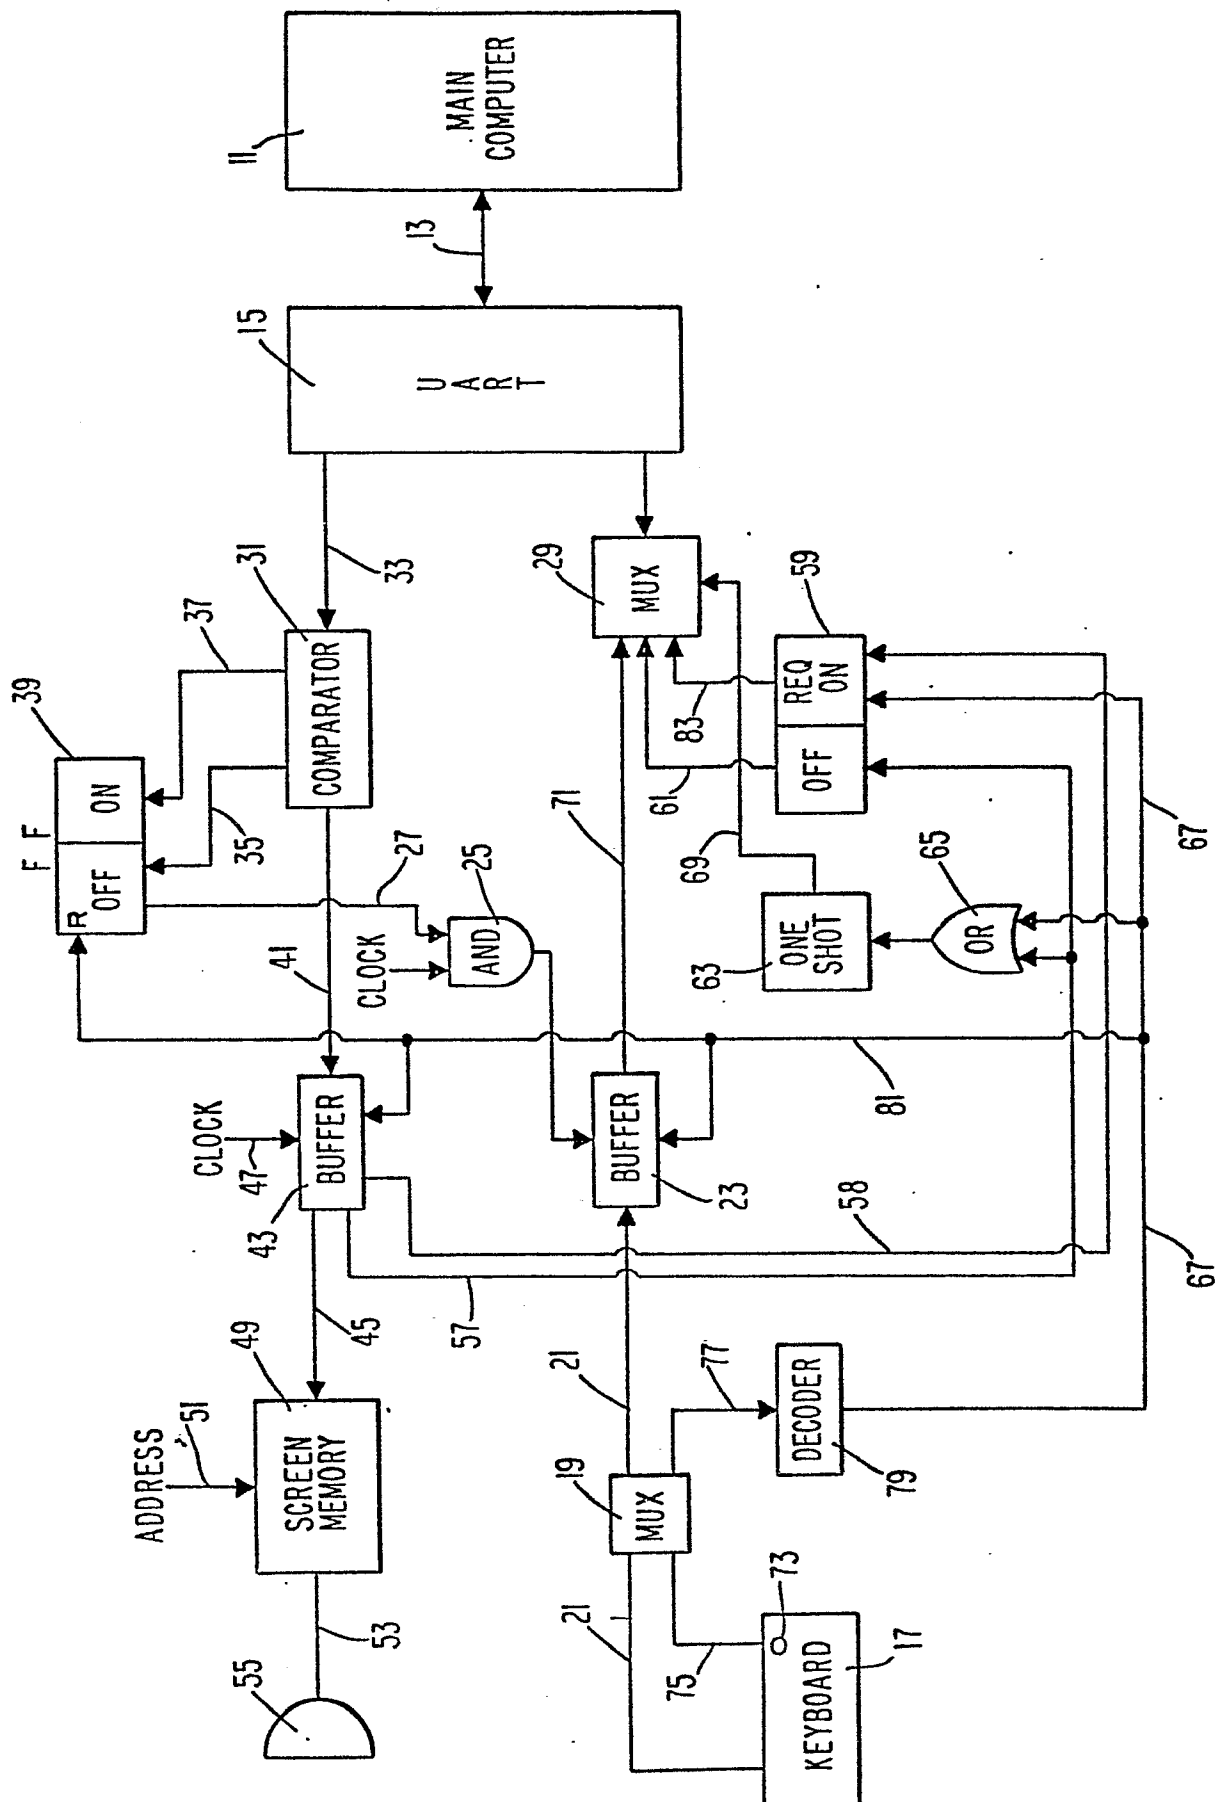 F F
39
R
OFF
ON
ADDRESS
51
CLOCK
37
55
49
43
47
35
31
15
11
SCREEN
MEMORY
BUFFER
41
COMPARATOR
53
45
CLOCK
27
33
13
57
AND
25
UART
MAIN
COMPUTER
21
21
58
71
29
19
MUX
BUFFER
MUX
75
77
23
69
61
83
63
ONE
SHOT
OFF
REQ
ON
59
73
KEYBOARD
DECODER
17
79
81
OR
65
67
67